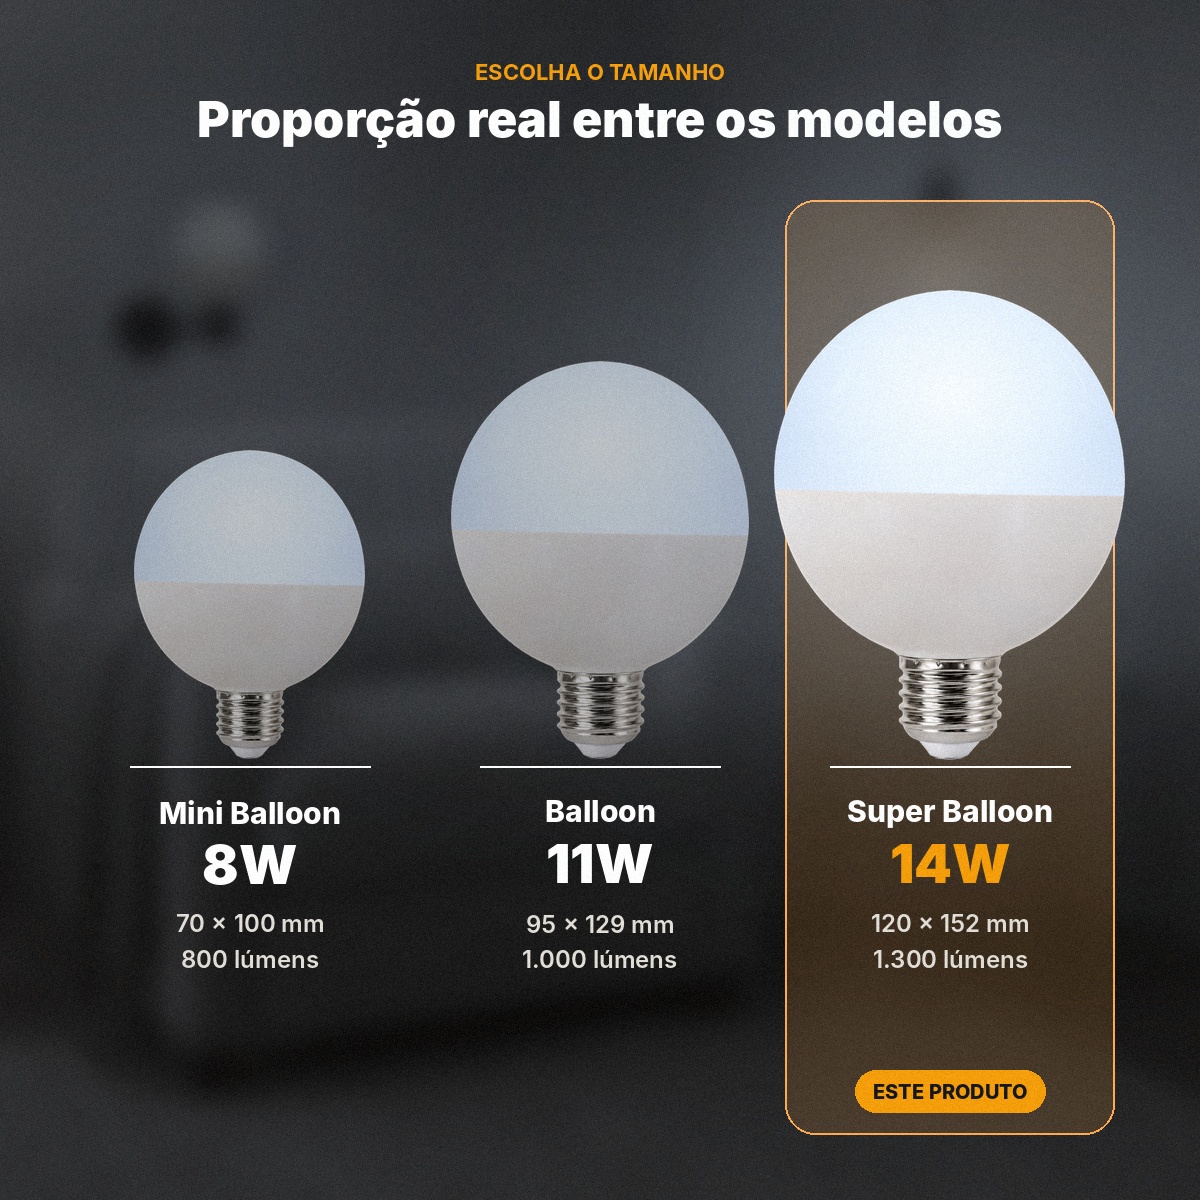 ESCOLHA O TAMANHO
Proporção real entre os modelos
Mini Balloon
8W
70 × 100 mm
800 lúmens
Balloon
11W
95 × 129 mm
1.000 lúmens
Super Balloon
14W
120 × 152 mm
1.300 lúmens
ESTE PRODUTO